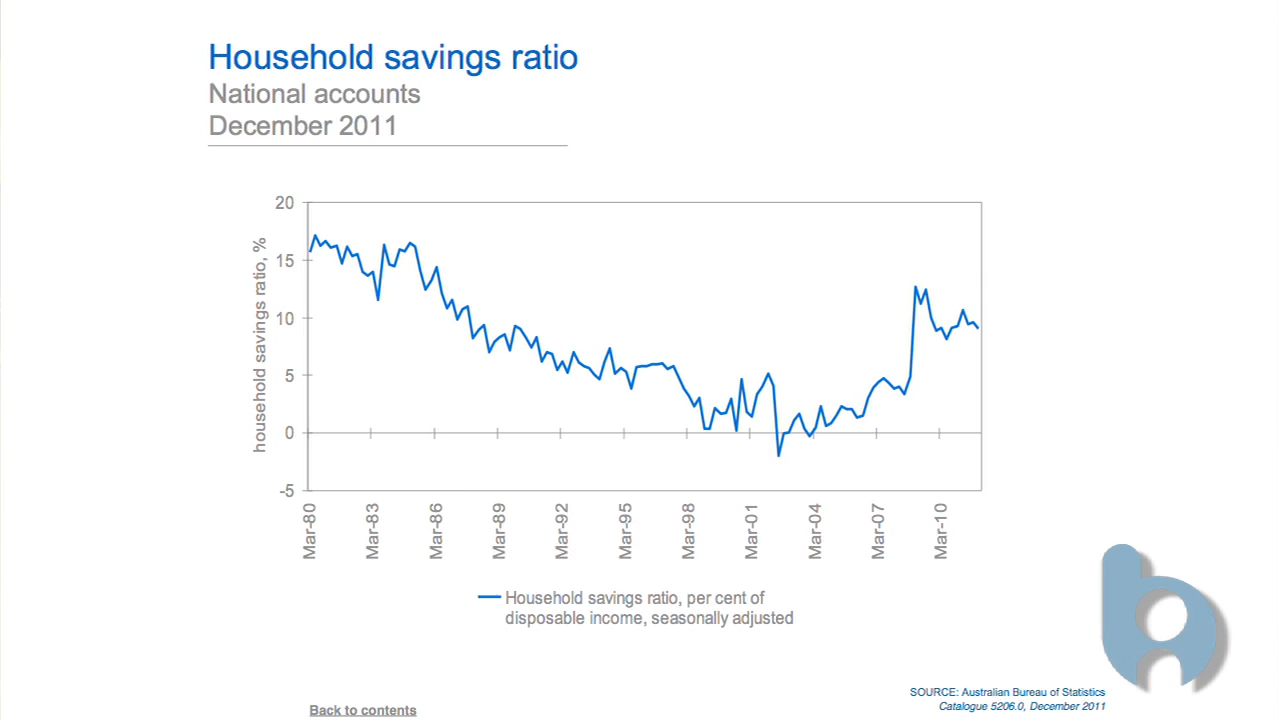 Household savings ratio
National accounts
December 2011
20
15
10
5
0
-5
household savings ratio, %
Mar-80
Mar-83
Mar-86
Mar-89
Mar-92
Mar-95
Mar-98
Mar-01
Mar-04
Mar-07
Mar-10
Household savings ratio, per cent of
disposable income, seasonally adjusted
SOURCE: Australian Bureau of Statistics
Catalogue 5206.0, December 2011
Back to contents